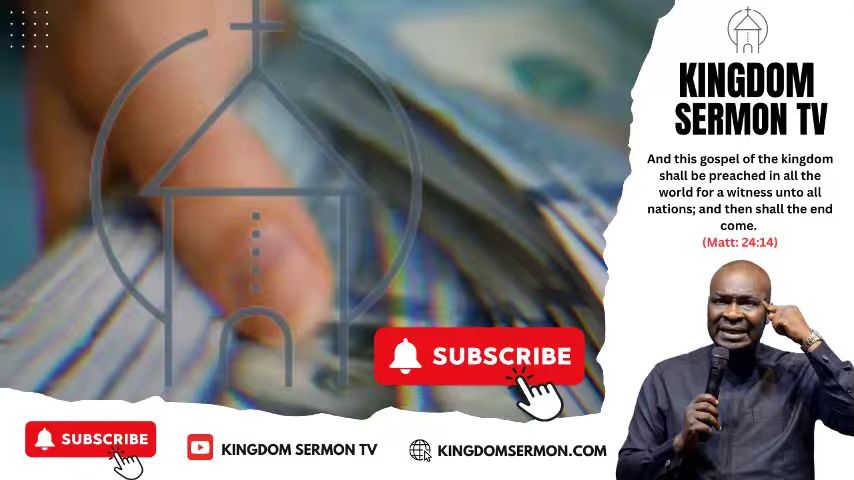 KINGDOM
SERMON TV
And this gospel of the kingdom
shall be preached in all the
world for a witness unto all
nations; and then shall the end
come.
(Matt: 24:14)
SUBSCRIBE
SUBSCRIBE
KINGDOM SERMON TV
KINGDOMSERMON.COM